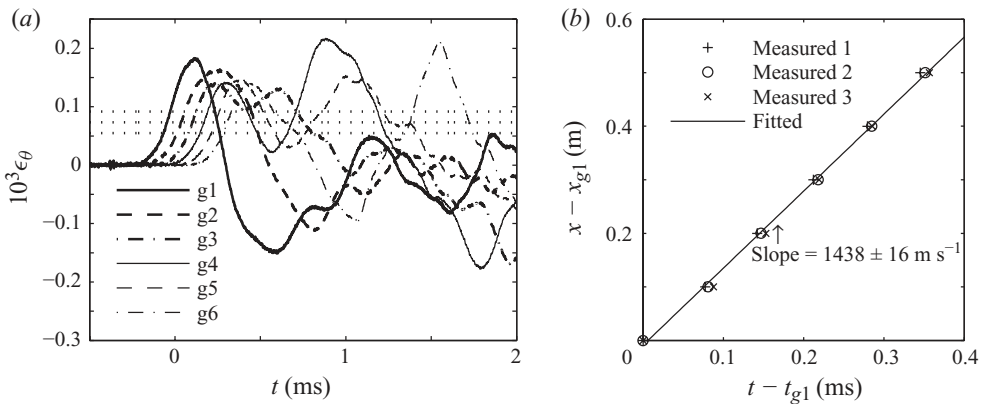 (a)
0.2
0.1
0
−0.1
−0.2
−0.3
10³ϵ_θ
g1
g2
g3
g4
g5
g6
0
1
2
t (ms)
(b)
0.6
0.4
0.2
0
x − x_g1 (m)
Measured 1
Measured 2
Measured 3
Fitted
Slope = 1438 ± 16 m s⁻¹
0.1
0.2
0.3
0.4
t − t_g1 (ms)